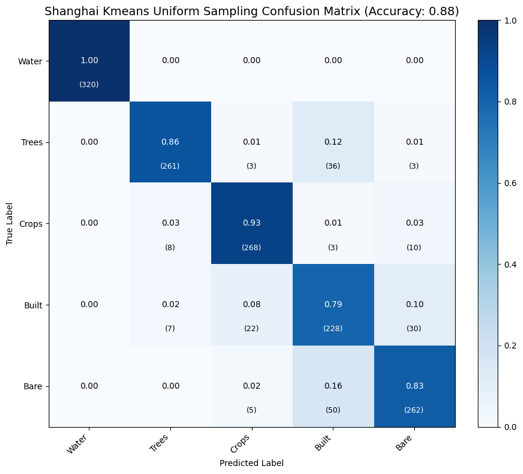 Shanghai Kmeans Uniform Sampling Confusion Matrix (Accuracy: 0.88)
1.0
Water 1.00 0.00 0.00 0.00 0.00
(320)
0.8
Trees 0.00 0.86 0.01 0.12 0.01
(261) (3) (36) (3)
0.6
True Label
Crops 0.00 0.03 0.93 0.01 0.03
(8) (268) (3) (10)
0.4
Built 0.00 0.02 0.08 0.79 0.10
(7) (22) (228) (30)
0.2
Bare 0.00 0.00 0.02 0.16 0.83
(5) (50) (262)
0.0
Water Trees Crops Built Bare
Predicted Label